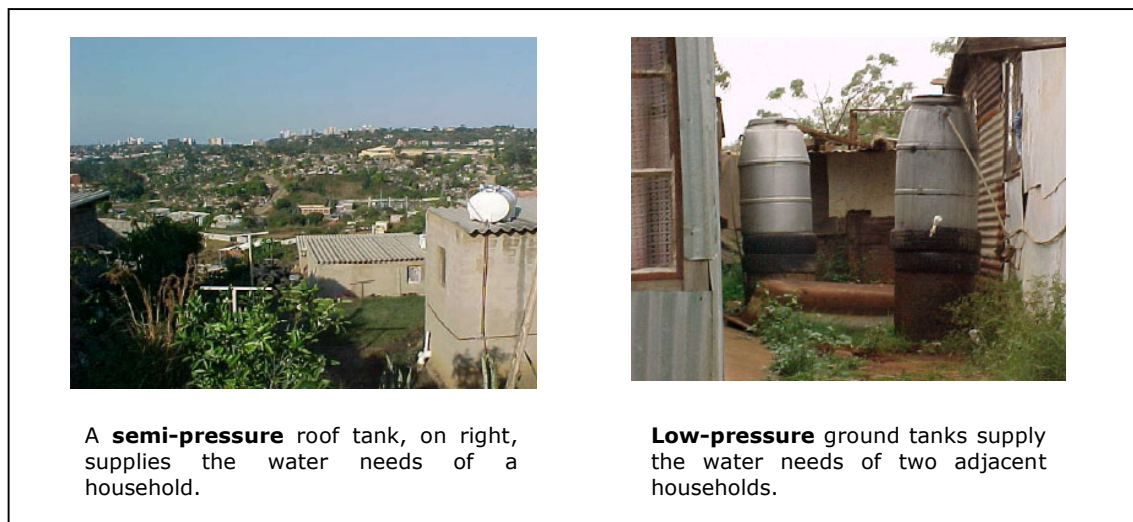 A semi-pressure roof tank, on right,
supplies the water needs of a
household.
Low-pressure ground tanks supply
the water needs of two adjacent
households.